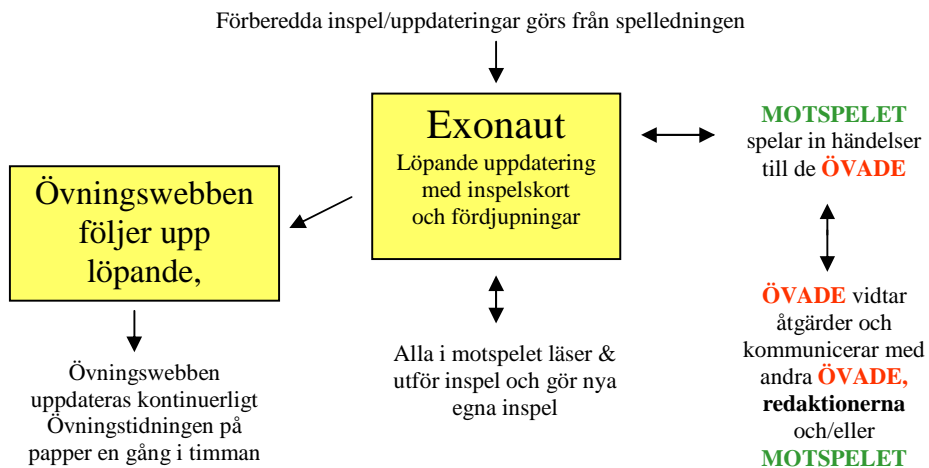 Förberedda inspel/uppdateringar görs från spelledningen
Exonaut
Löpande uppdatering
med inspelskort
och fördjupningar
MOTSPELET
spelar in händelser
till de ÖVADE
Övningswebben
följer upp
löpande,
ÖVADE vidtar
åtgärder och
kommunicerar med
andra ÖVADE,
redaktionerna
och/eller
MOTSPELET
Alla i motspelet läser &
utför inspel och gör nya
egna inspel
Övningswebben
uppdateras kontinuerligt
Övningstidningen på
papper en gång i timman